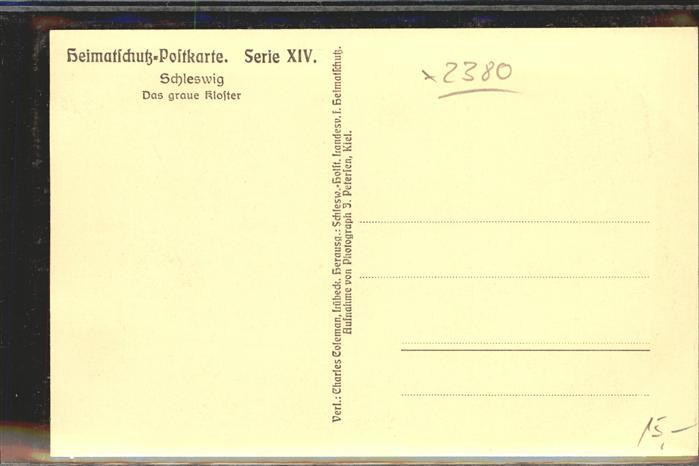 Heimatschutz-Postkarte. Serie XIV.
Schleswig
Das graue Kloster
Verl.: Charles Coleman, Lübeck. Herausg.: Schlesw.-Holst. Landesv. f. Heimatschutz.
Aufnahme von Photograph J. Petersen, Kiel.
x2380
15,-